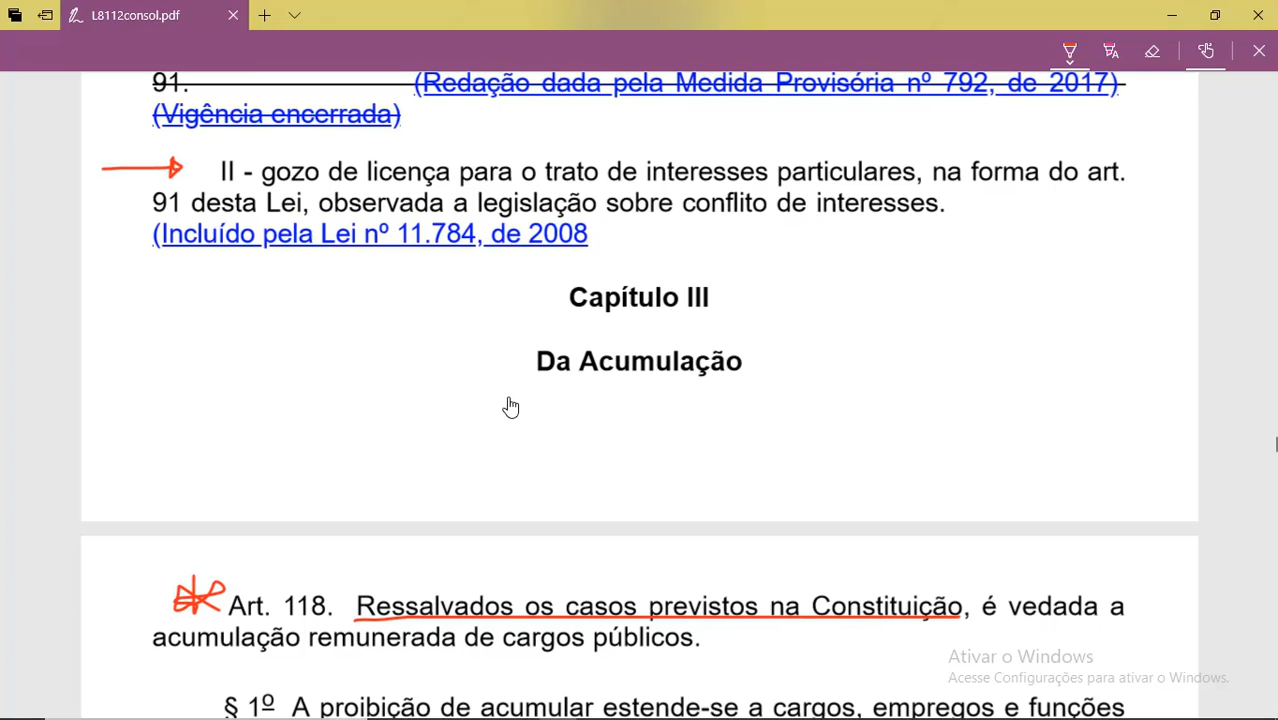 L8112consol.pdf
91. (Redação dada pela Medida Provisória nº 792, de 2017)
(Vigência encerrada)
II - gozo de licença para o trato de interesses particulares, na forma do art.
91 desta Lei, observada a legislação sobre conflito de interesses.
(Incluído pela Lei nº 11.784, de 2008
Capítulo III
Da Acumulação
Art. 118. Ressalvados os casos previstos na Constituição, é vedada a
acumulação remunerada de cargos públicos.
Ativar o Windows
Acesse Configurações para ativar o Windows.
§ 1º A proibição de acumular estende-se a cargos, empregos e funções